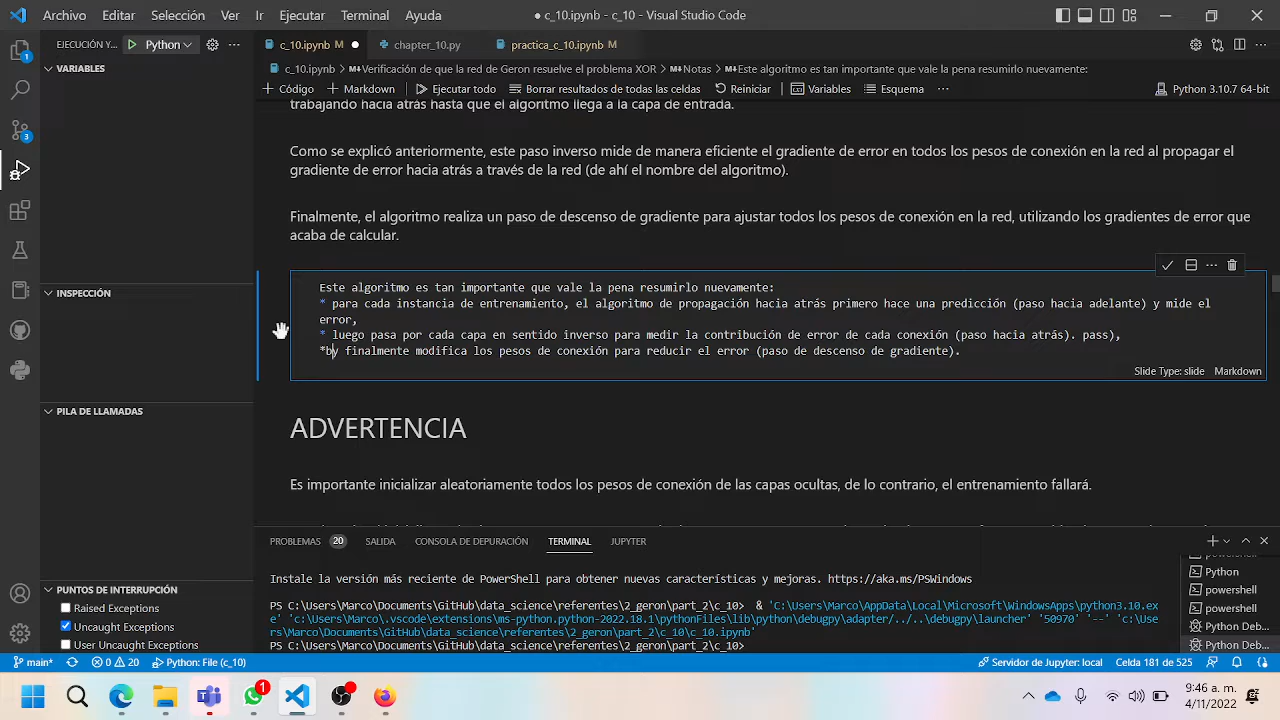 Archivo Editar Selección Ver Ir Ejecutar Terminal Ayuda ● c_10.ipynb - c_10 - Visual Studio Code
EJECUCIÓN Y... Python c_10.ipynb M ● chapter_10.py practica_c_10.ipynb M
VARIABLES
c_10.ipynb > Verificación de que la red de Geron resuelve el problema XOR > Notas > Este algoritmo es tan importante que vale la pena resumirlo nuevamente:
+ Código + Markdown Ejecutar todo Borrar resultados de todas las celdas Reiniciar Variables Esquema ... Python 3.10.7 64-bit
trabajando hacia atrás hasta que el algoritmo llega a la capa de entrada.
Como se explicó anteriormente, este paso inverso mide de manera eficiente el gradiente de error en todos los pesos de conexión en la red al propagar el
gradiente de error hacia atrás a través de la red (de ahí el nombre del algoritmo).
Finalmente, el algoritmo realiza un paso de descenso de gradiente para ajustar todos los pesos de conexión en la red, utilizando los gradientes de error que
acaba de calcular.
Este algoritmo es tan importante que vale la pena resumirlo nuevamente:
* para cada instancia de entrenamiento, el algoritmo de propagación hacia atrás primero hace una predicción (paso hacia adelante) y mide el
error,
* luego pasa por cada capa en sentido inverso para medir la contribución de error de cada conexión (paso hacia atrás). pass),
*by finalmente modifica los pesos de conexión para reducir el error (paso de descenso de gradiente).
Slide Type: slide Markdown
INSPECCIÓN
PILA DE LLAMADAS
ADVERTENCIA
Es importante inicializar aleatoriamente todos los pesos de conexión de las capas ocultas, de lo contrario, el entrenamiento fallará.
PROBLEMAS 20 SALIDA CONSOLA DE DEPURACIÓN TERMINAL JUPYTER
Instale la versión más reciente de PowerShell para obtener nuevas características y mejoras. https://aka.ms/PSWindows
PS C:\Users\Marco\Documents\GitHub\data_science\referentes\2_geron\part_2\c_10> & 'C:\Users\Marco\AppData\Local\Microsoft\WindowsApps\python3.10.ex
e' 'c:\Users\Marco\.vscode\extensions\ms-python.python-2022.18.1\pythonFiles\lib\python\debugpy\adapter/../..\debugpy\launcher' '50970' '--' 'c:\Use
rs\Marco\Documents\GitHub\data_science\referentes\2_geron\part_2\c_10\c_10.ipynb'
PS C:\Users\Marco\Documents\GitHub\data_science\referentes\2_geron\part_2\c_10>
powershell
Python
powershell
powershell
Python Deb...
Python Deb...
PUNTOS DE INTERRUPCIÓN
Raised Exceptions
Uncaught Exceptions
User Uncaught Exceptions
main* 0 20 Python: File (c_10) Servidor de Jupyter: local Celda 181 de 525
1
3
1
9:46 a. m.
4/11/2022